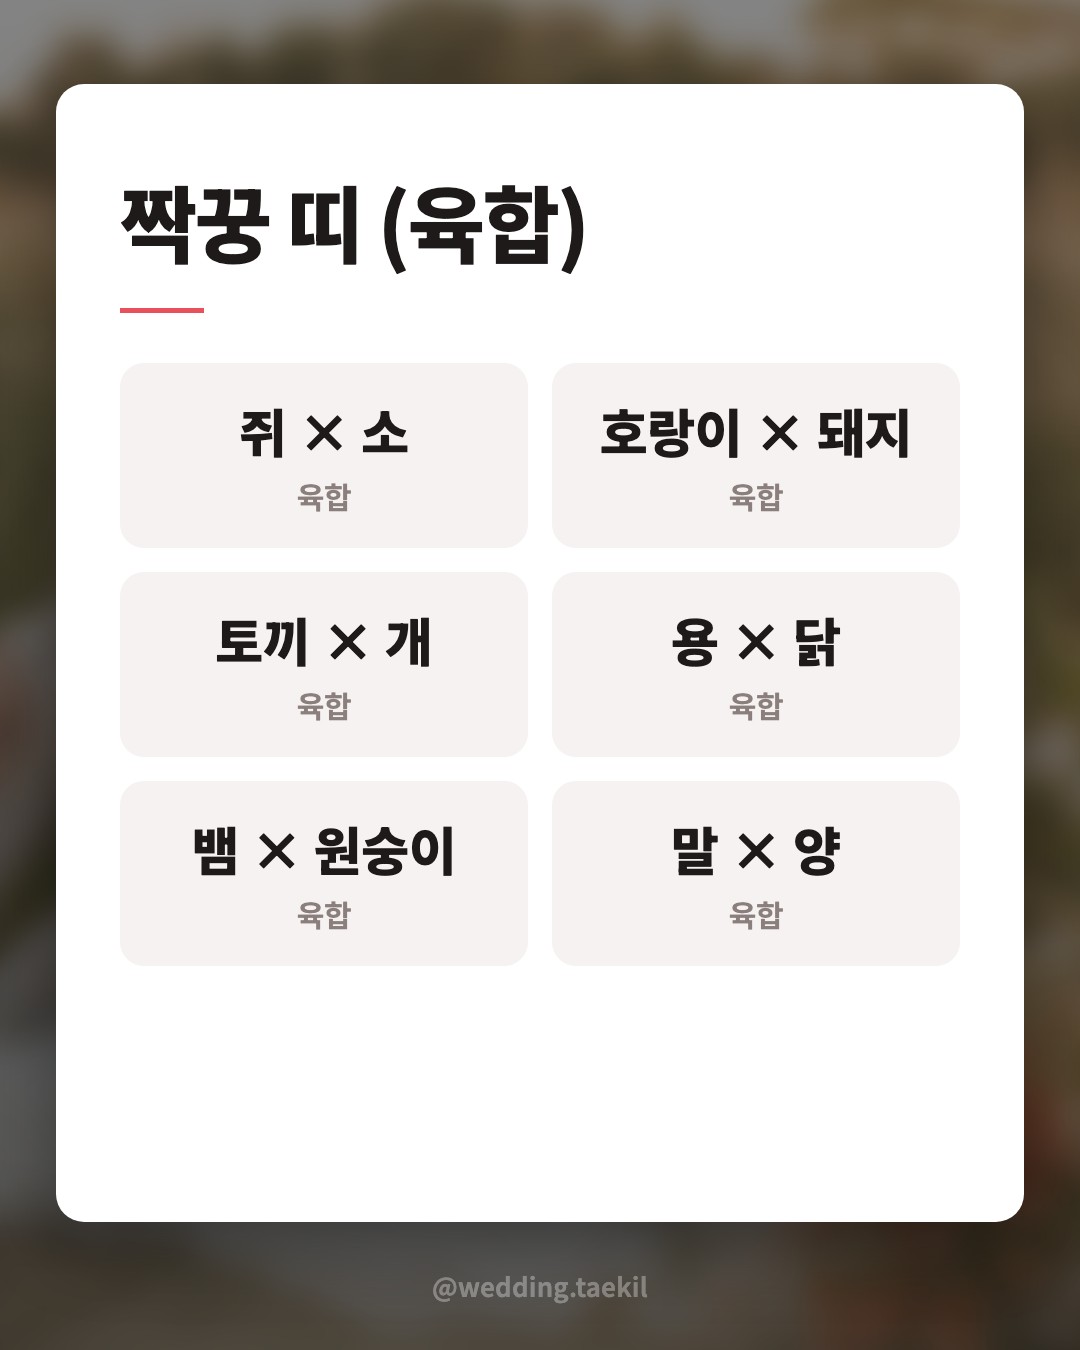 짝꿍 띠 (육합)
쥐 × 소
육합
호랑이 × 돼지
육합
토끼 × 개
육합
용 × 닭
육합
뱀 × 원숭이
육합
말 × 양
육합
@wedding.taekil